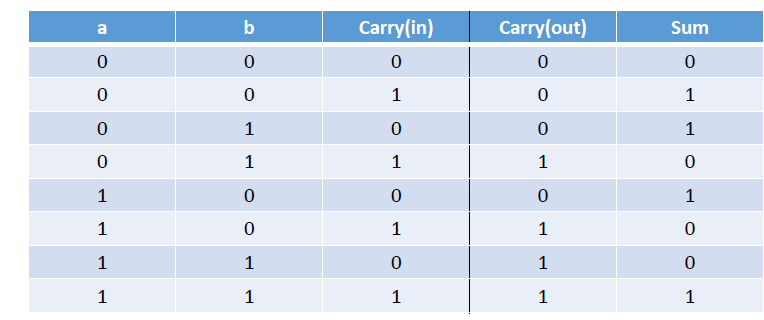 a b Carry(in) Carry(out) Sum
0 0 0 0 0
0 0 1 0 1
0 1 0 0 1
0 1 1 1 0
1 0 0 0 1
1 0 1 1 0
1 1 0 1 0
1 1 1 1 1